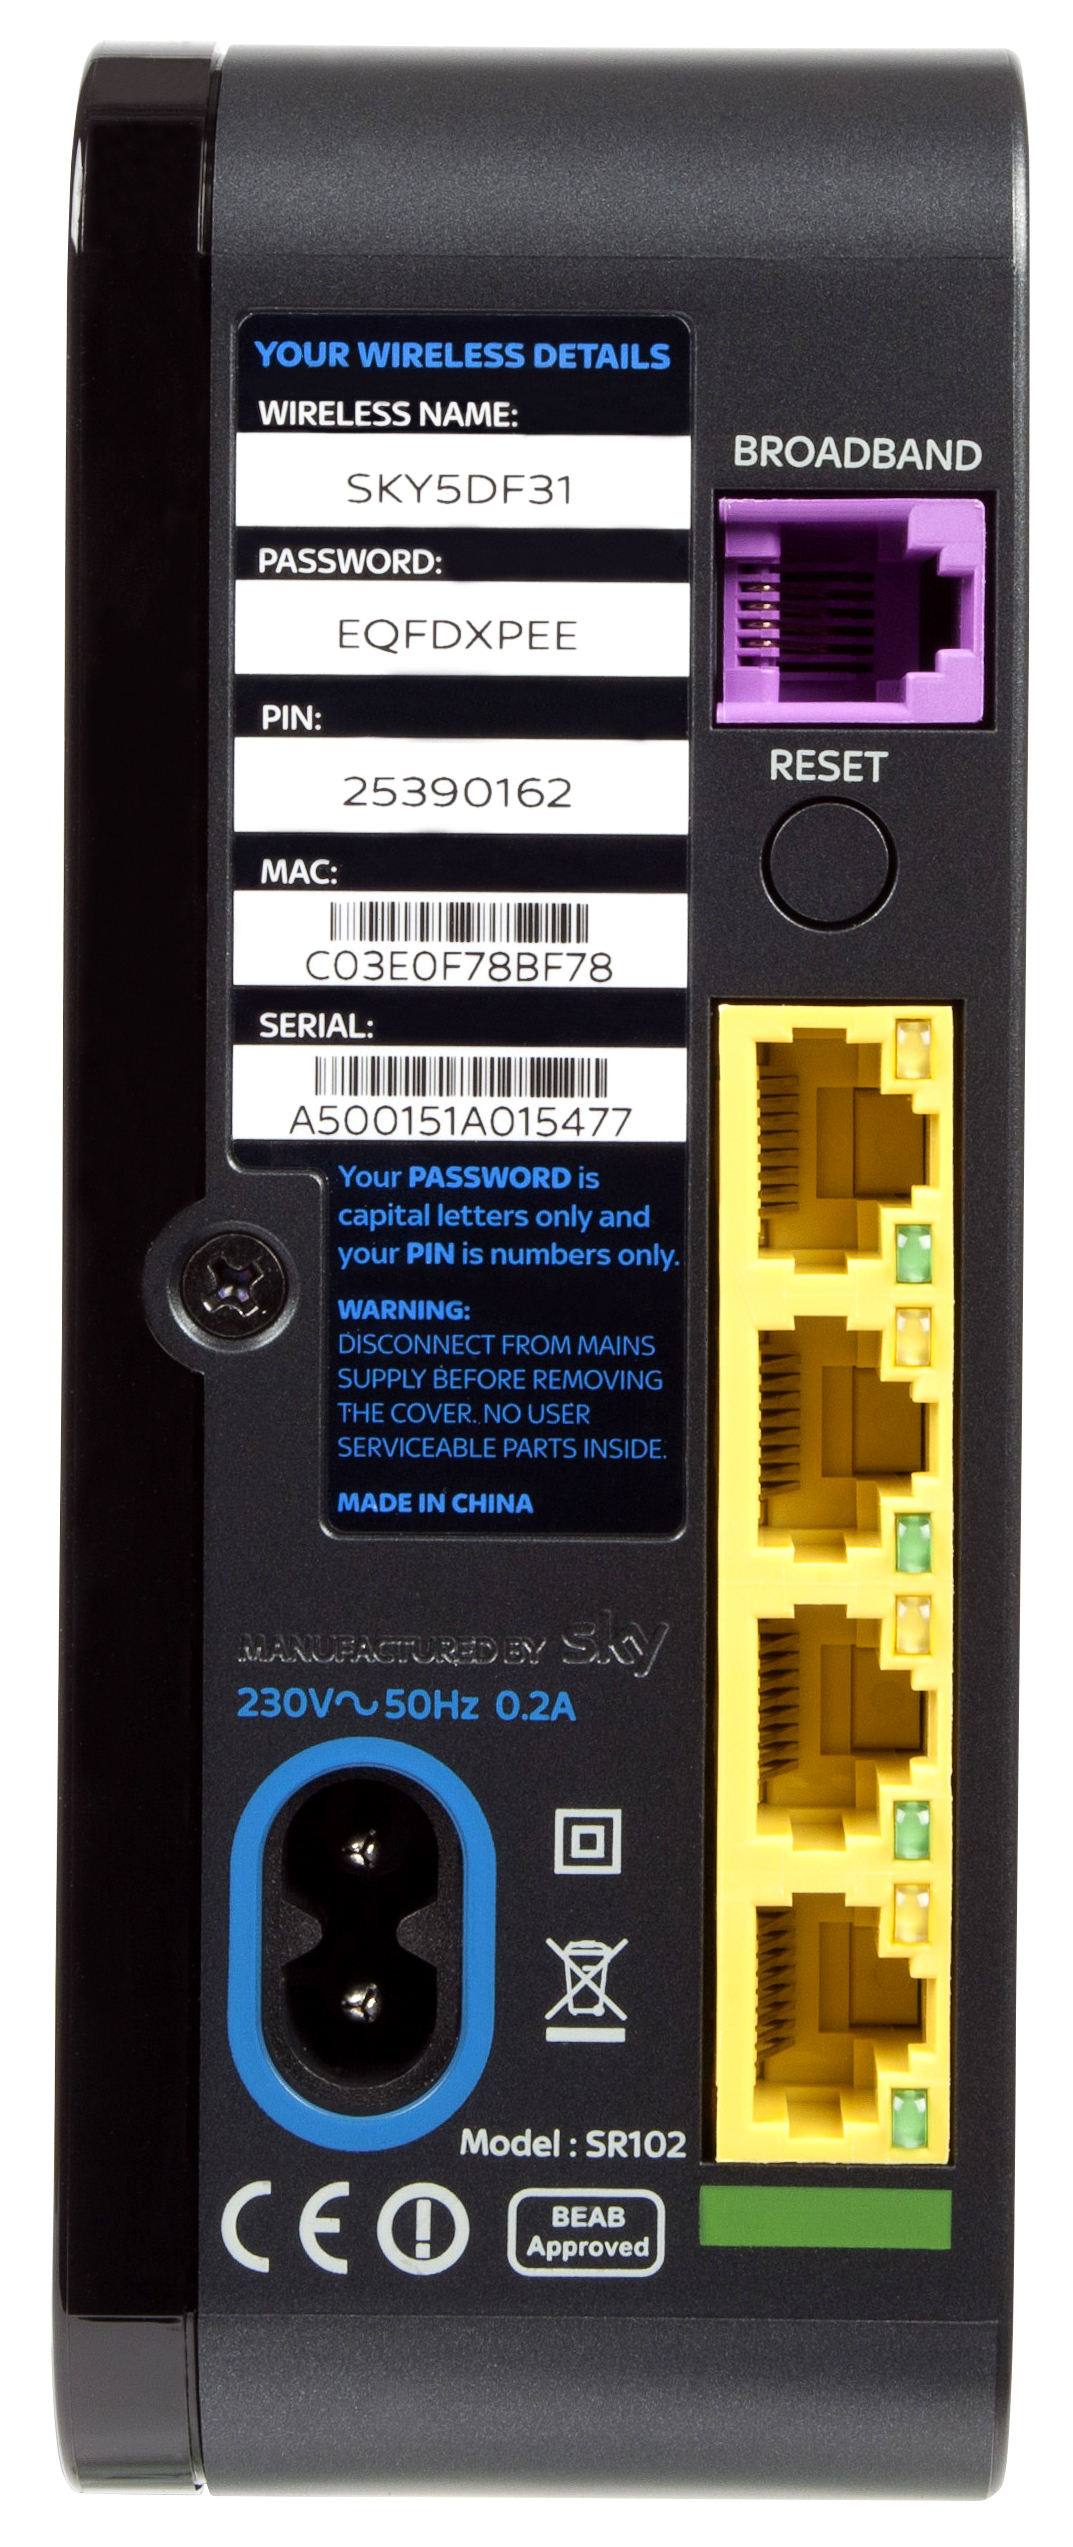 YOUR WIRELESS DETAILS
WIRELESS NAME:
SKY5DF31
PASSWORD:
EQFDXPEE
PIN:
25390162
MAC:
C03E0F78BF78
SERIAL:
A500151A015477
Your PASSWORD is
capital letters only and
your PIN is numbers only.
WARNING:
DISCONNECT FROM MAINS
SUPPLY BEFORE REMOVING
THE COVER. NO USER
SERVICEABLE PARTS INSIDE.
MADE IN CHINA
BROADBAND
RESET
MANUFACTURED BY sky
230V~50Hz 0.2A
Model : SR102
CE
BEAB
Approved